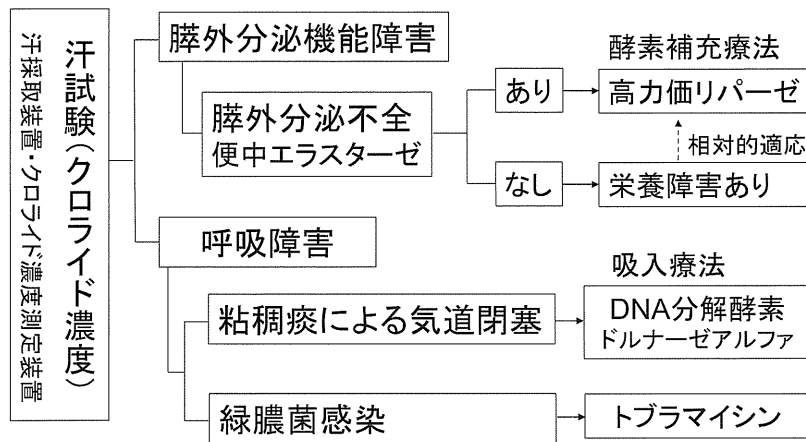 汗試験(クロライド濃度)
汗採取装置・クロライド濃度測定装置
膵外分泌機能障害
膵外分泌不全
便中エラスターゼ
あり
なし
酵素補充療法
高力価リパーゼ
相対的適応
栄養障害あり
呼吸障害
粘稠痰による気道閉塞
吸入療法
DNA分解酵素
ドルナーゼアルファ
緑膿菌感染
トブラマイシン